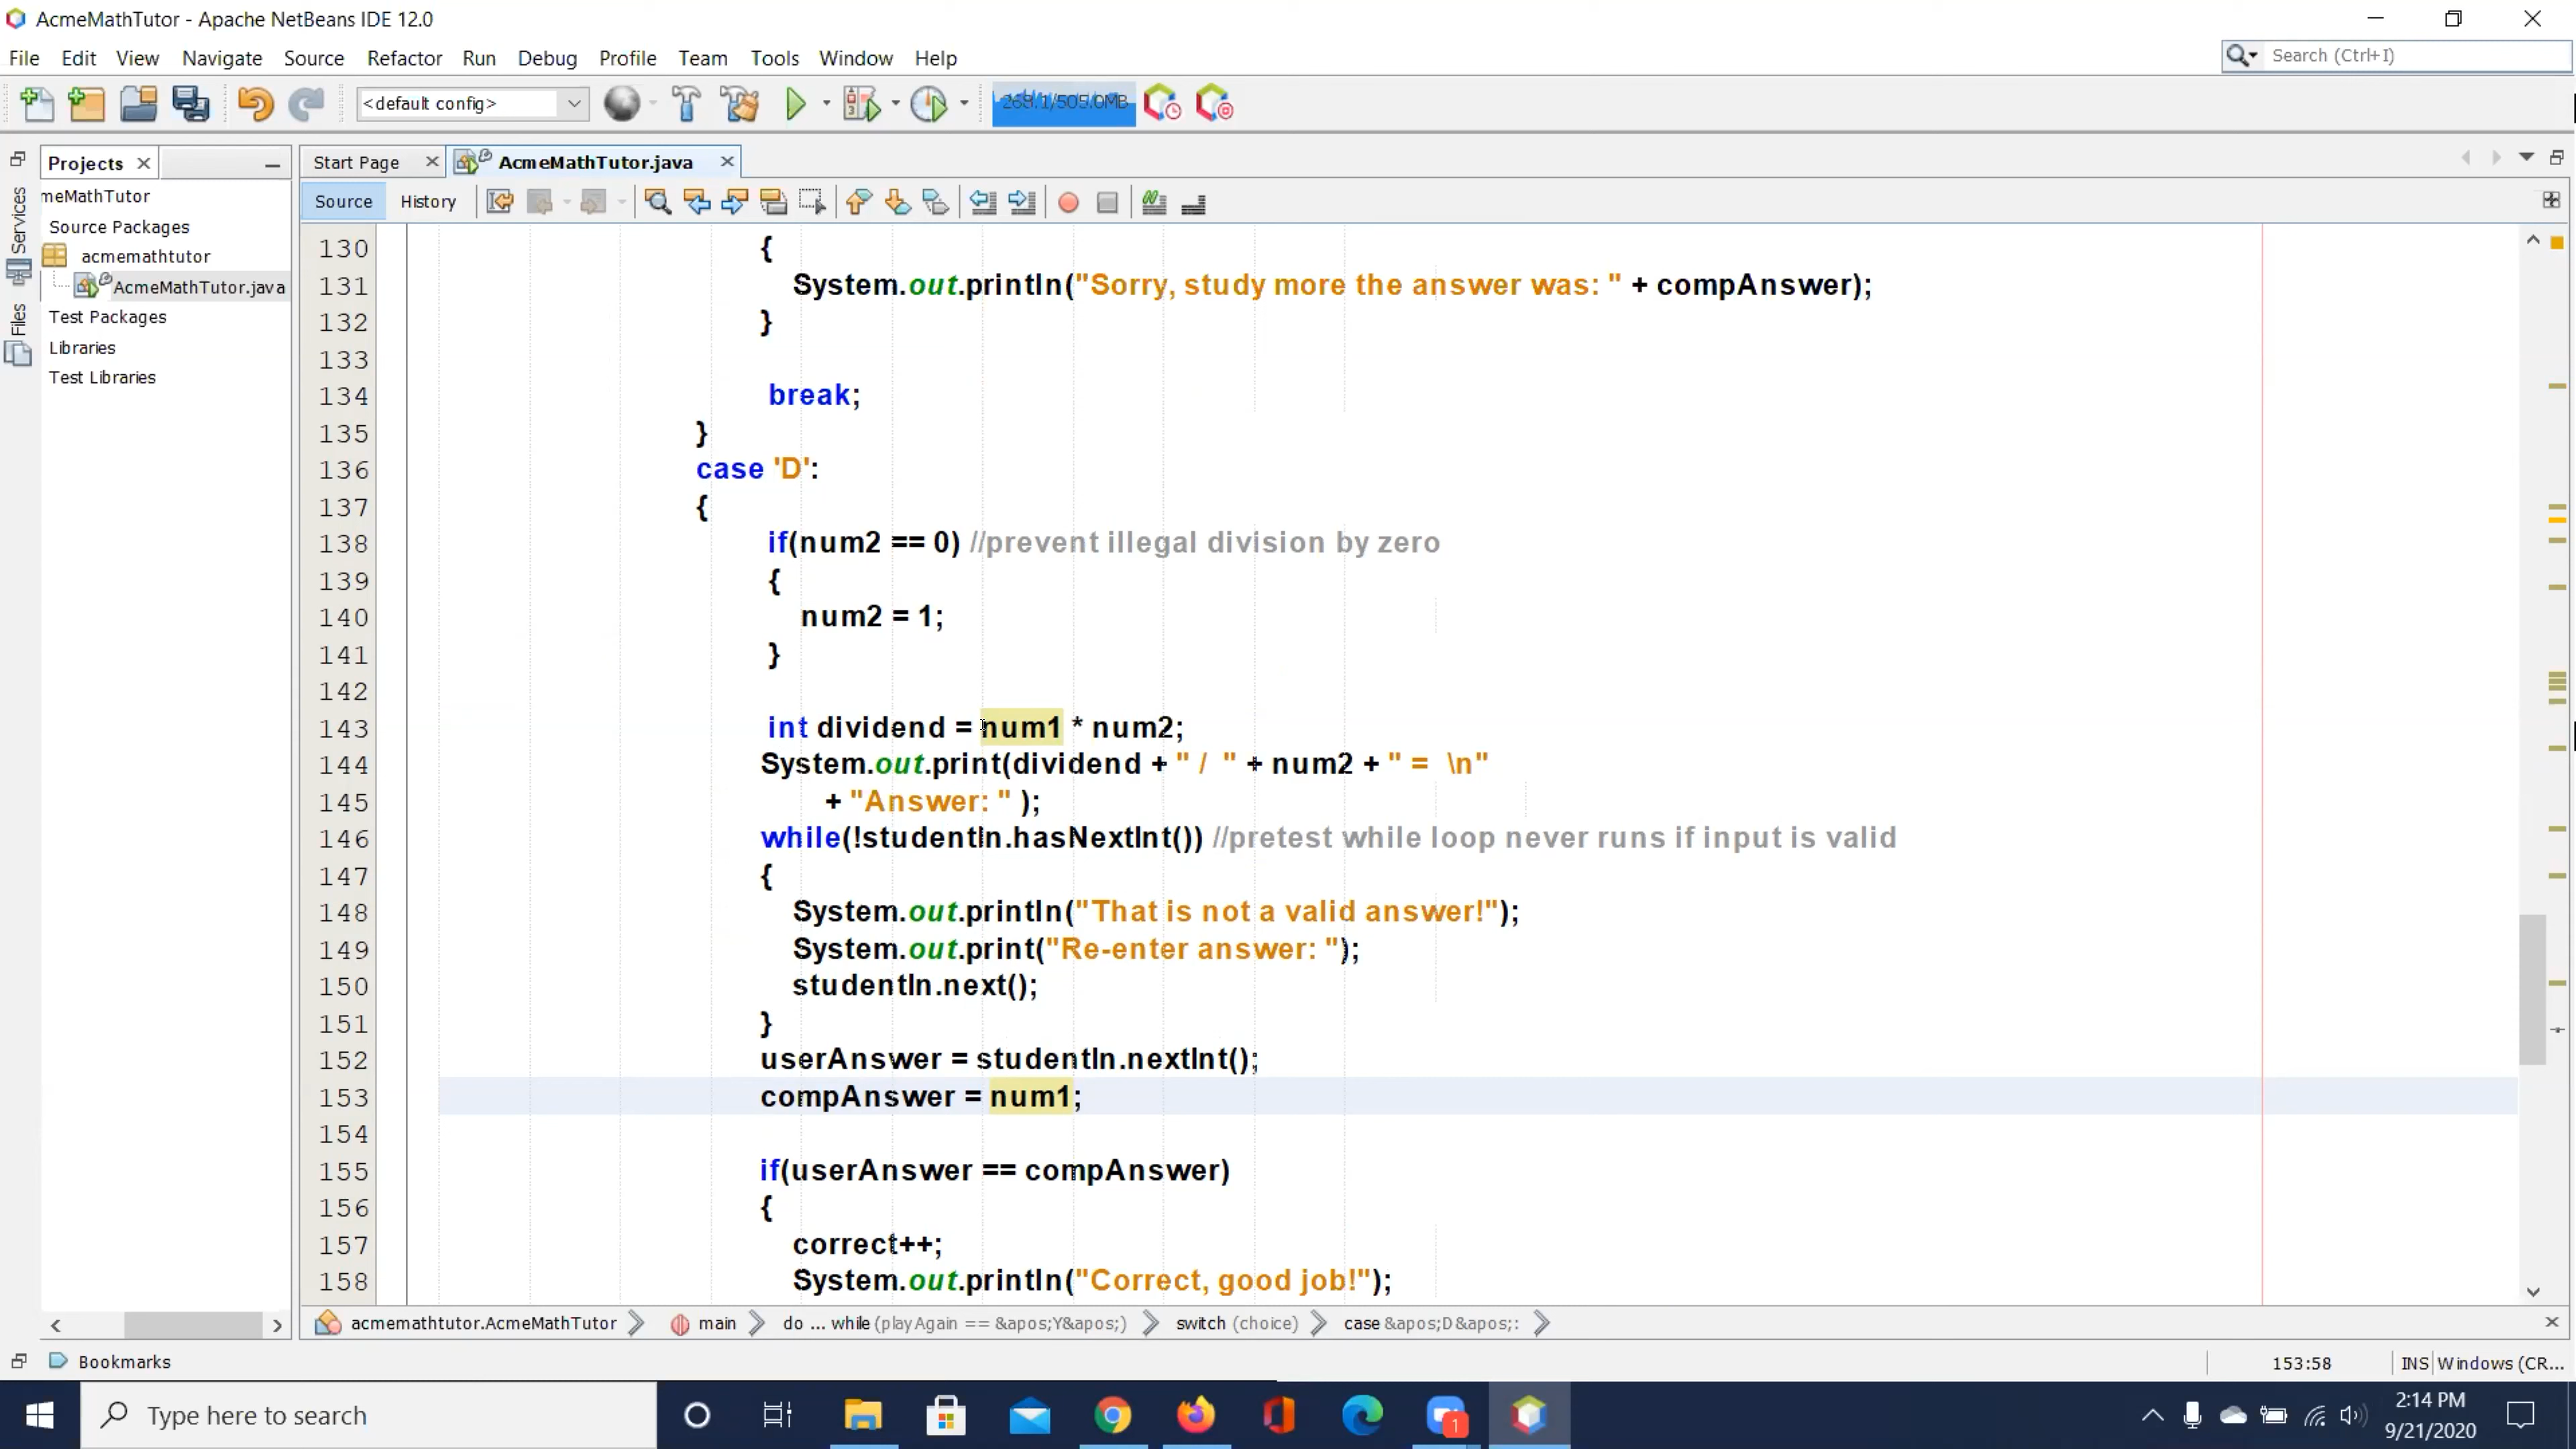 AcmeMathTutor - Apache NetBeans IDE 12.0
File Edit View Navigate Source Refactor Run Debug Profile Team Tools Window Help
Search (Ctrl+I)
<default config>
268.1/505.0MB
Projects
Start Page
AcmeMathTutor.java
Services
Files
meMathTutor
Source Packages
acmemathtutor
AcmeMathTutor.java
Test Packages
Libraries
Test Libraries
Source History
130 {
131 System.out.println("Sorry, study more the answer was: " + compAnswer);
132 }
133
134 break;
135 }
136 case 'D':
137 {
138 if(num2 == 0) //prevent illegal division by zero
139 {
140 num2 = 1;
141 }
142
143 int dividend = num1 * num2;
144 System.out.print(dividend + " /  " + num2 + " =  \n"
145 + "Answer: " );
146 while(!studentIn.hasNextInt()) //pretest while loop never runs if input is valid
147 {
148 System.out.println("That is not a valid answer!");
149 System.out.print("Re-enter answer: ");
150 studentIn.next();
151 }
152 userAnswer = studentIn.nextInt();
153 compAnswer = num1;
154
155 if(userAnswer == compAnswer)
156 {
157 correct++;
158 System.out.println("Correct, good job!");
acmemathtutor.AcmeMathTutor main do ... while (playAgain == &apos;Y&apos;) switch (choice) case &apos;D&apos;:
Bookmarks
153:58 INS Windows (CR...
Type here to search
1
2:14 PM
9/21/2020